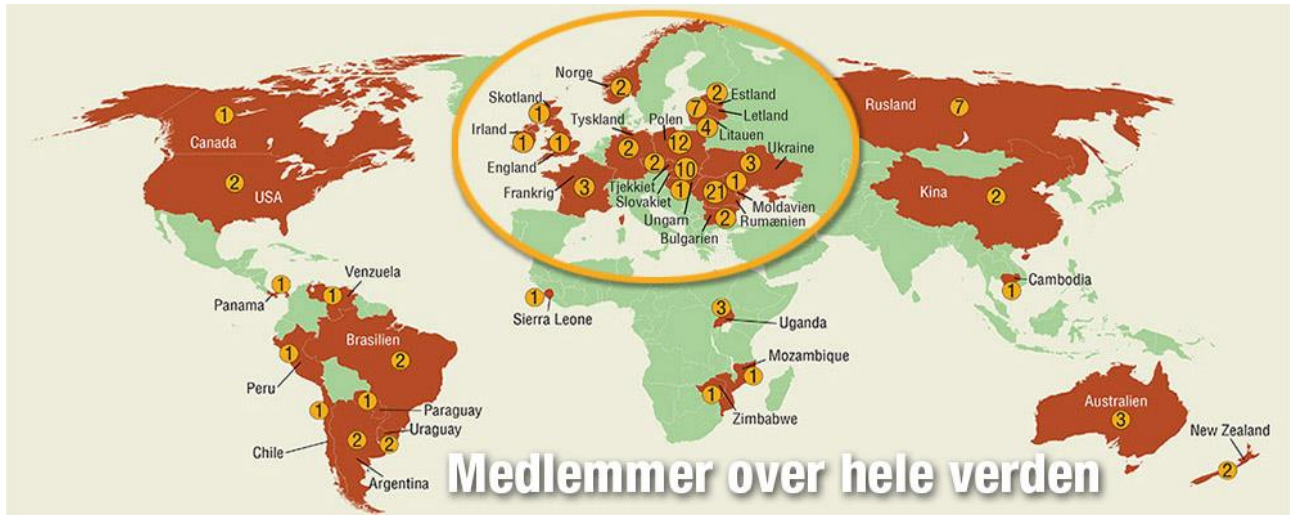 Norge
2
2
Estland
Skotland
1
7
Letland
Rusland
7
1
Canada
Irland
1
1
Tyskland
2
Polen
12
4
Litauen
England
2
10
3
Ukraine
2
USA
Frankrig
3
Tjekkiet
1
21
1
Slovakiet
Moldavien
Kina
2
Ungarn
Rumænien
Bulgarien
2
Venzuela
1
1
Panama
1
Sierra Leone
3
Uganda
Cambodia
1
Brasilien
2
1
Peru
Mozambique
1
1
Zimbabwe
1
Paraguay
1
Uraguay
2
2
Chile
Argentina
Australien
3
New Zealand
2
Medlemmer over hele verden